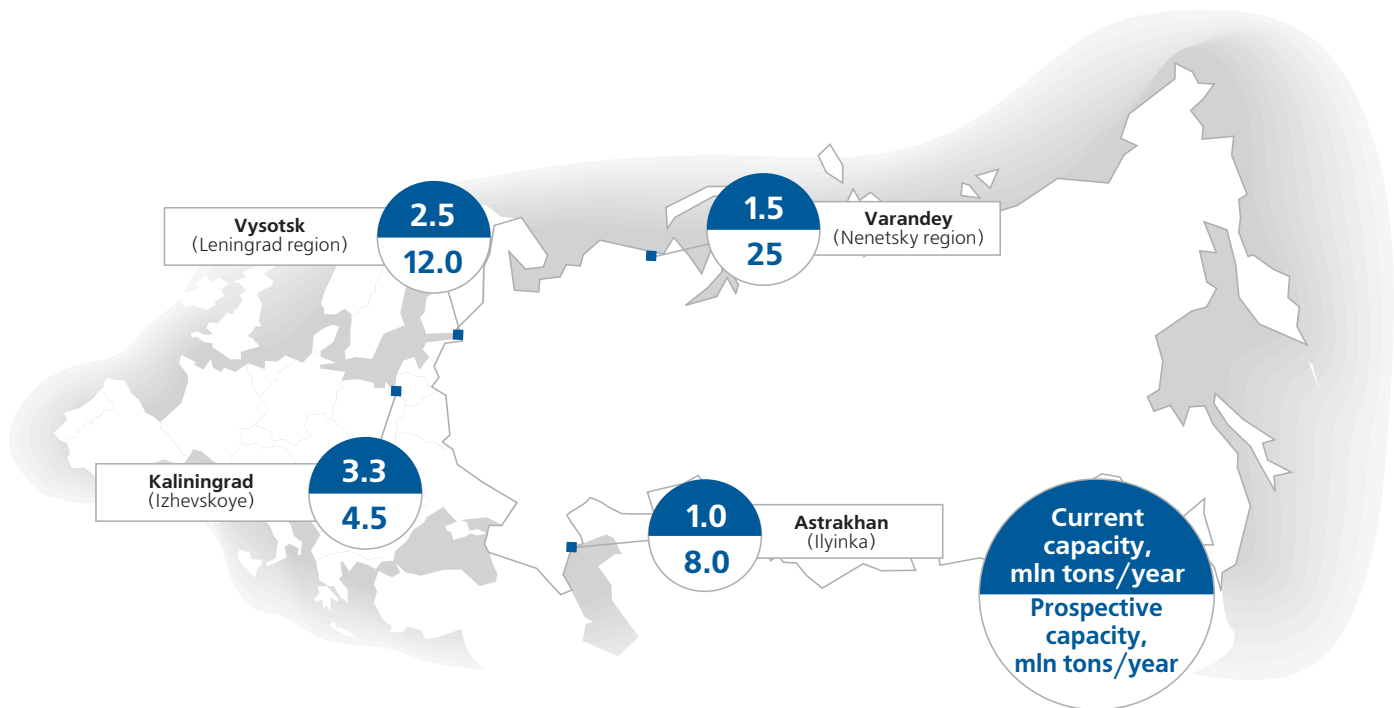 Vysotsk
(Leningrad region)
2.5
12.0
1.5
25
Varandey
(Nenetsky region)
Kaliningrad
(Izhevskoye)
3.3
4.5
1.0
8.0
Astrakhan
(Ilyinka)
Current
capacity,
mln tons/year
Prospective
capacity,
mln tons/year